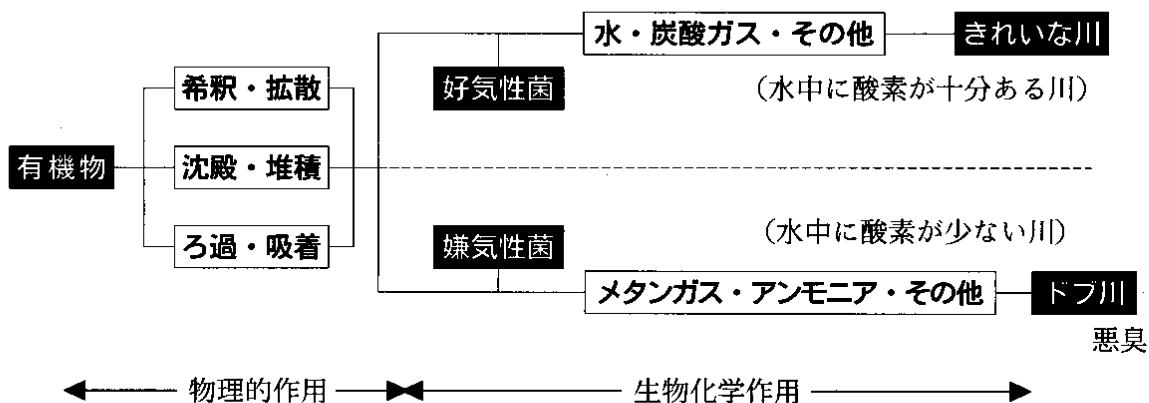 水・炭酸ガス・その他
きれいな川
希釈・拡散
好気性菌
（水中に酸素が十分ある川）
有機物
沈殿・堆積
ろ過・吸着
嫌気性菌
（水中に酸素が少ない川）
メタンガス・アンモニア・その他
ドブ川
悪臭
物理的作用
生物化学作用